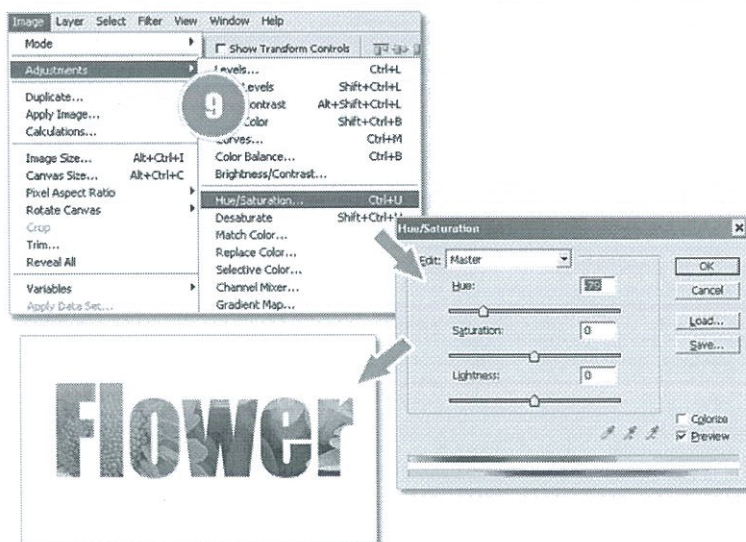 Image Layer Select Filter View Window Help
Mode
Show Transform Controls
Adjustments
Duplicate...
Apply Image...
Calculations...
Image Size... Alt+Ctrl+I
Canvas Size... Alt+Ctrl+C
Pixel Aspect Ratio
Rotate Canvas
Crop
Trim...
Reveal All
Variables
Apply Data Set...
9
Levels... Ctrl+L
Levels Shift+Ctrl+L
Contrast Alt+Shift+Ctrl+L
Color Shift+Ctrl+B
Curves... Ctrl+M
Color Balance... Ctrl+B
Brightness/Contrast...
Hue/Saturation... Ctrl+U
Desaturate Shift+Ctrl+U
Match Color...
Replace Color...
Selective Color...
Channel Mixer...
Gradient Map...
Hue/Saturation
Edit: Master
Hue:
Saturation: 0
Lightness: 0
OK
Cancel
Load...
Save...
Colorize
Preview
Flower